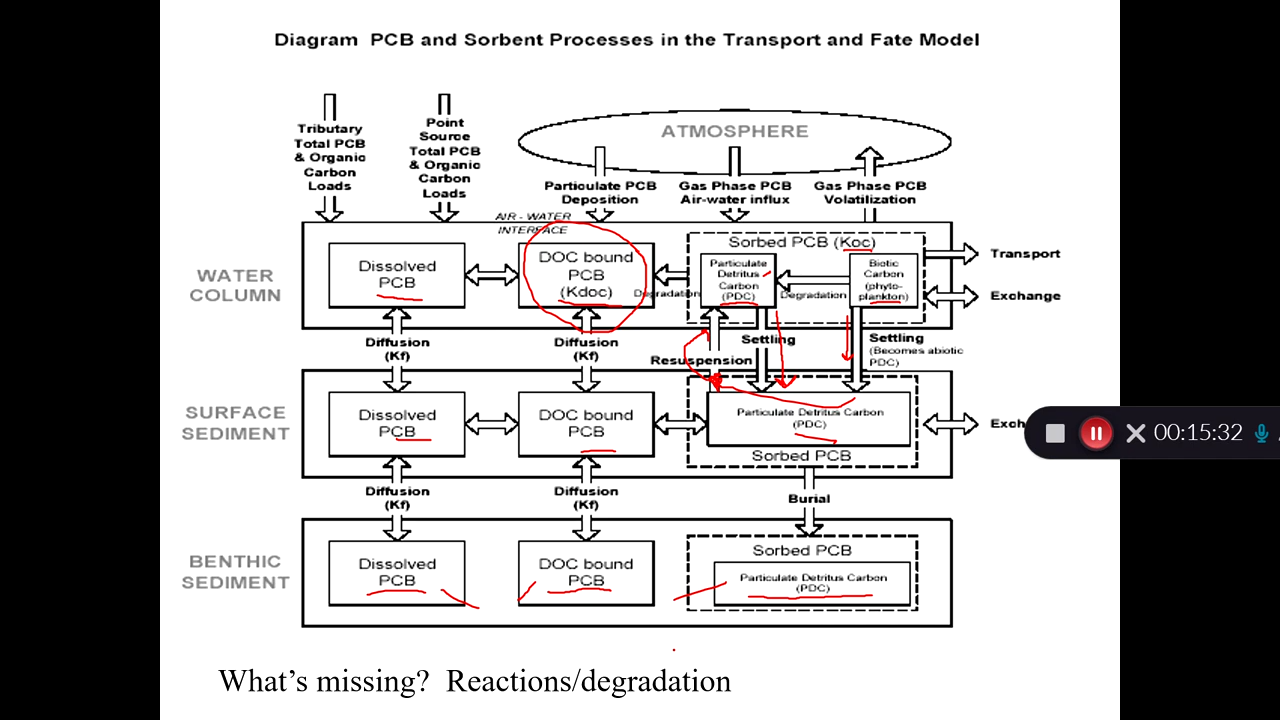 Diagram PCB and Sorbent Processes in the Transport and Fate Model
Tributary
Total PCB
& Organic
Carbon
Loads
Point
Source
Total PCB
& Organic
Carbon
Loads
ATMOSPHERE
Particulate PCB
Deposition
Gas Phase PCB
Air-water influx
Gas Phase PCB
Volatilization
AIR - WATER
INTERFACE
WATER
COLUMN
Dissolved
PCB
DOC bound
PCB
(Kdoc)
Degradation
Sorbed PCB (Koc)
Particulate
Detritus
Carbon
(PDC)
Degradation
Biotic
Carbon
(phyto-
plankton)
Transport
Exchange
Diffusion
(Kf)
Diffusion
(Kf)
Resuspension
Settling
Settling
(Becomes abiotic
PDC)
SURFACE
SEDIMENT
Dissolved
PCB
DOC bound
PCB
Particulate Detritus Carbon
(PDC)
Sorbed PCB
Exch
00:15:32
Diffusion
(Kf)
Diffusion
(Kf)
Burial
BENTHIC
SEDIMENT
Dissolved
PCB
DOC bound
PCB
Sorbed PCB
Particulate Detritus Carbon
(PDC)
What's missing? Reactions/degradation